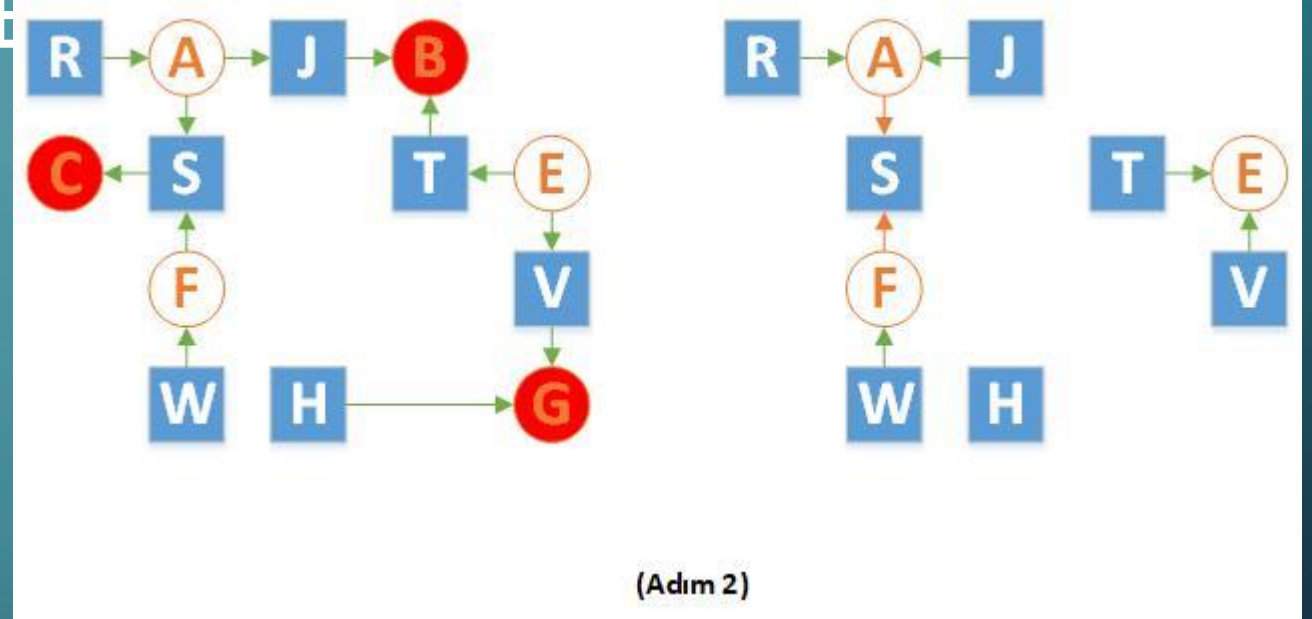 R A J B R A J
C S T E S T E
F V F V
W H G W H
(Adım 2)